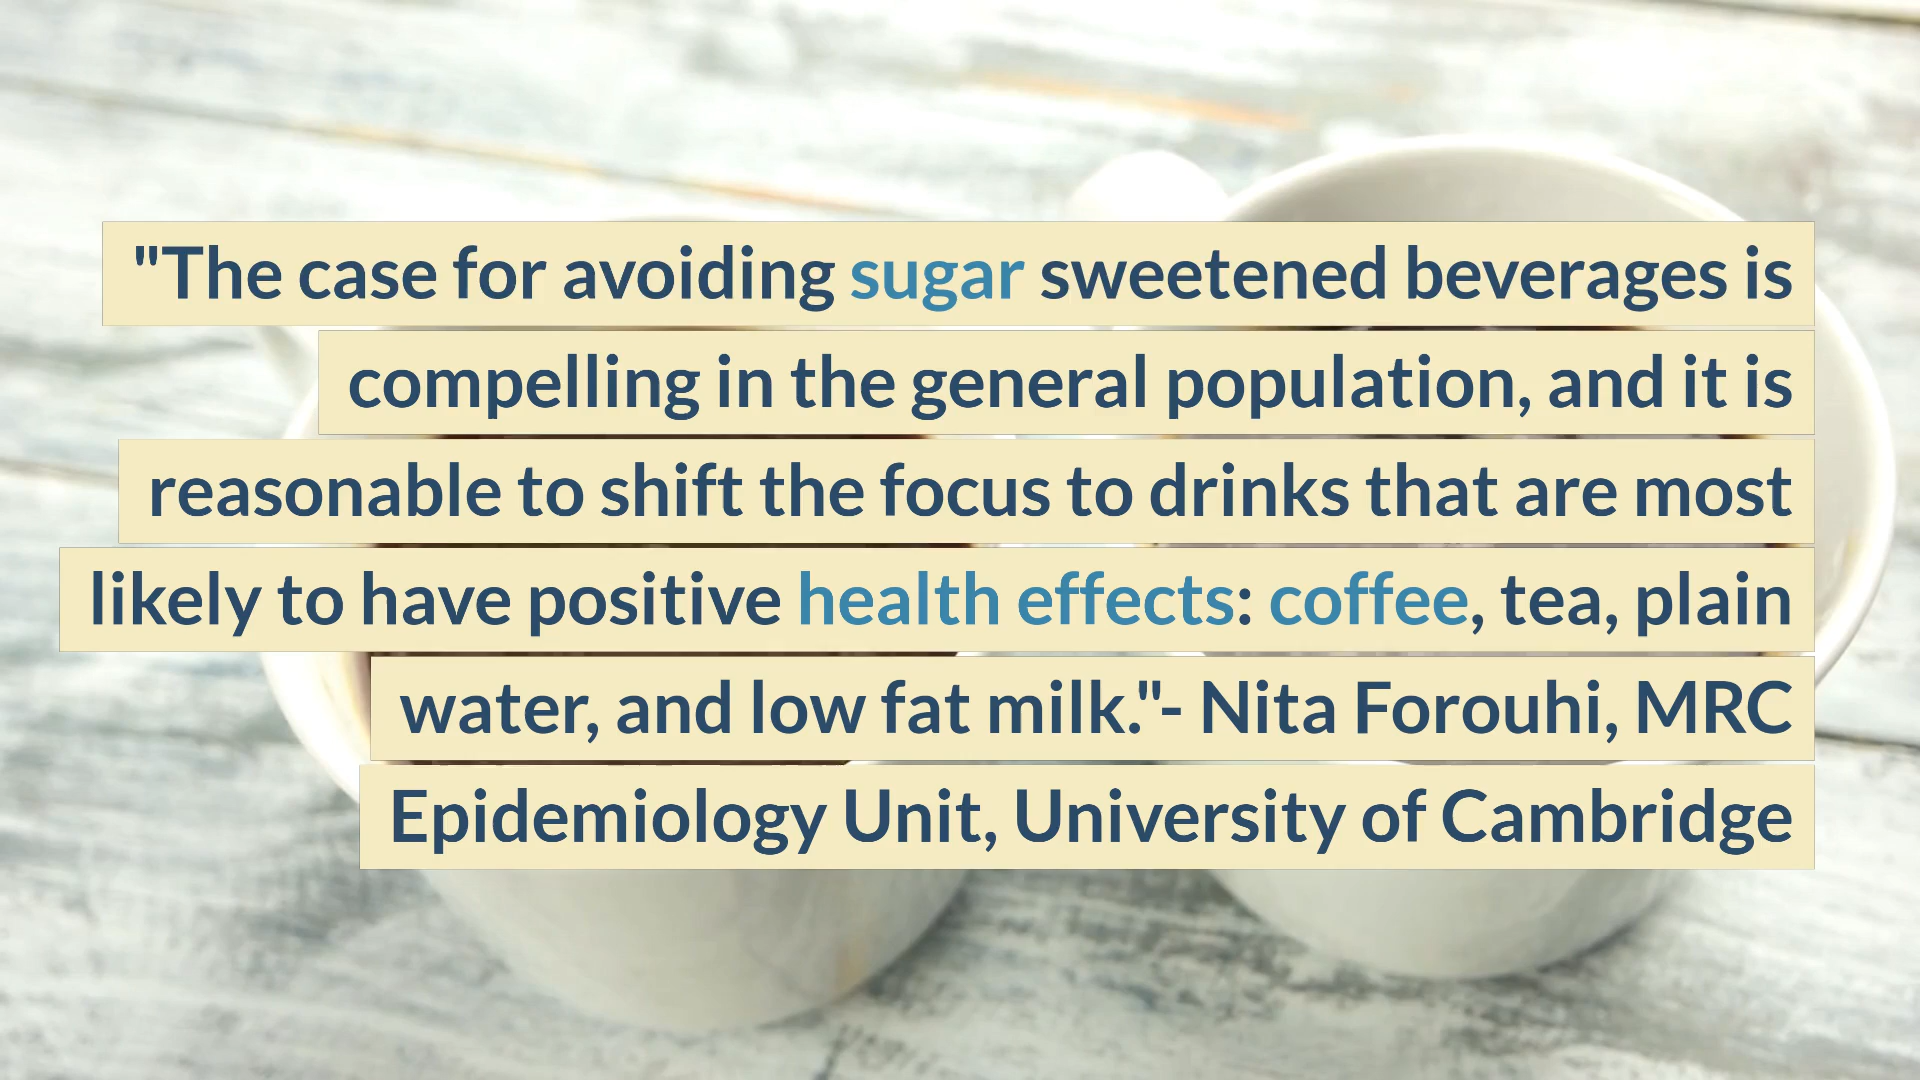 "The case for avoiding sugar sweetened beverages is
compelling in the general population, and it is
reasonable to shift the focus to drinks that are most
likely to have positive health effects: coffee, tea, plain
water, and low fat milk."- Nita Forouhi, MRC
Epidemiology Unit, University of Cambridge